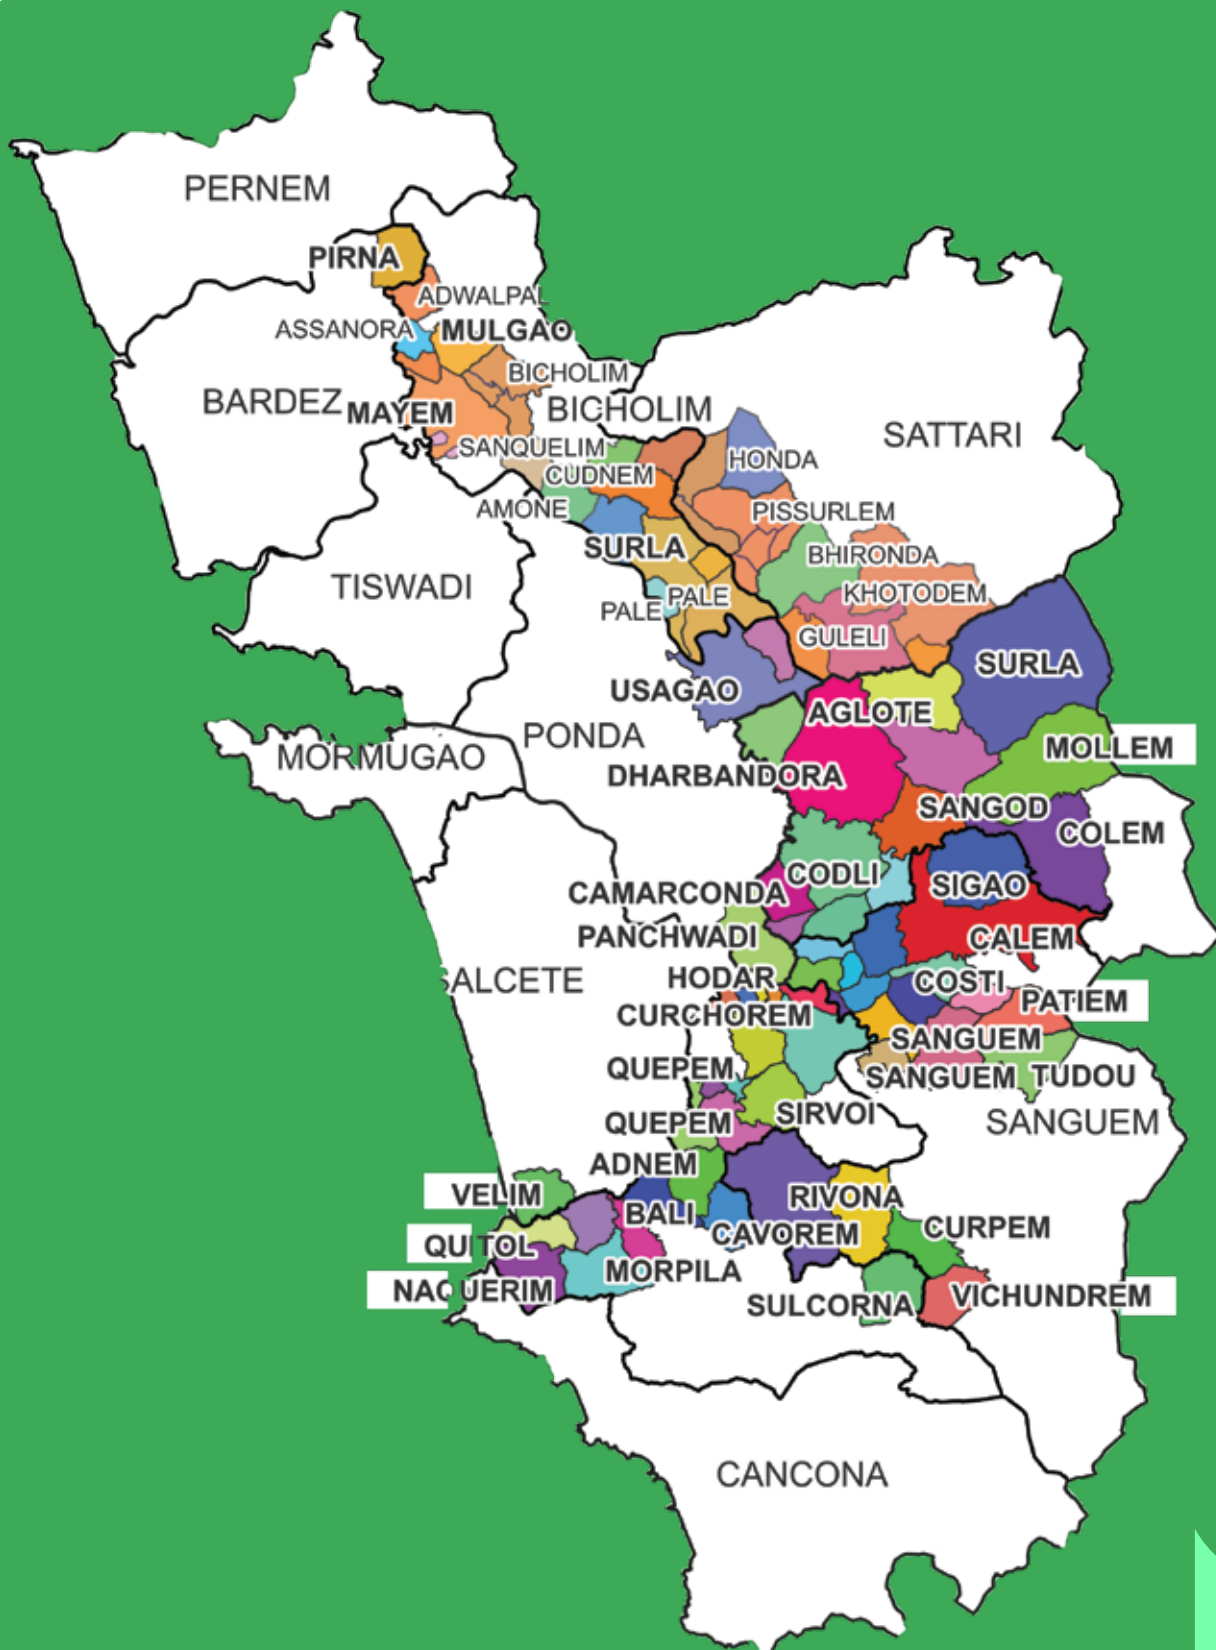 PERNEM
PIRNA
ADWALPAL
ASSANORA
MULGAO
BICHOLIM
BARDEZ
MAYEM
BICHOLIM
SATTARI
SANQUELIM
HONDA
CUDNEM
AMONE
PISSURLEM
SURLA
BHIRONDA
TISWADI
PALE
PALE
KHOTODEM
GULELI
SURLA
USAGAO
AGLOTE
PONDA
MORMUGAO
MOLLEM
DHARBANDORA
SANGOD
COLEM
CODLI
CAMARCONDA
SIGAO
PANCHWADI
CALEM
SALCETE
HODAR
COSTI
PATIEM
CURCHOREM
SANGUEM
QUEPEM
SANGUEM
TUDOU
SIRVOI
QUEPEM
SANGUEM
ADNEM
VELIM
RIVONA
BALI
CAVOREM
CURPEM
QUITOL
MORPILA
NAQUERIM
SULCORNA
VICHUNDREM
CANCONA